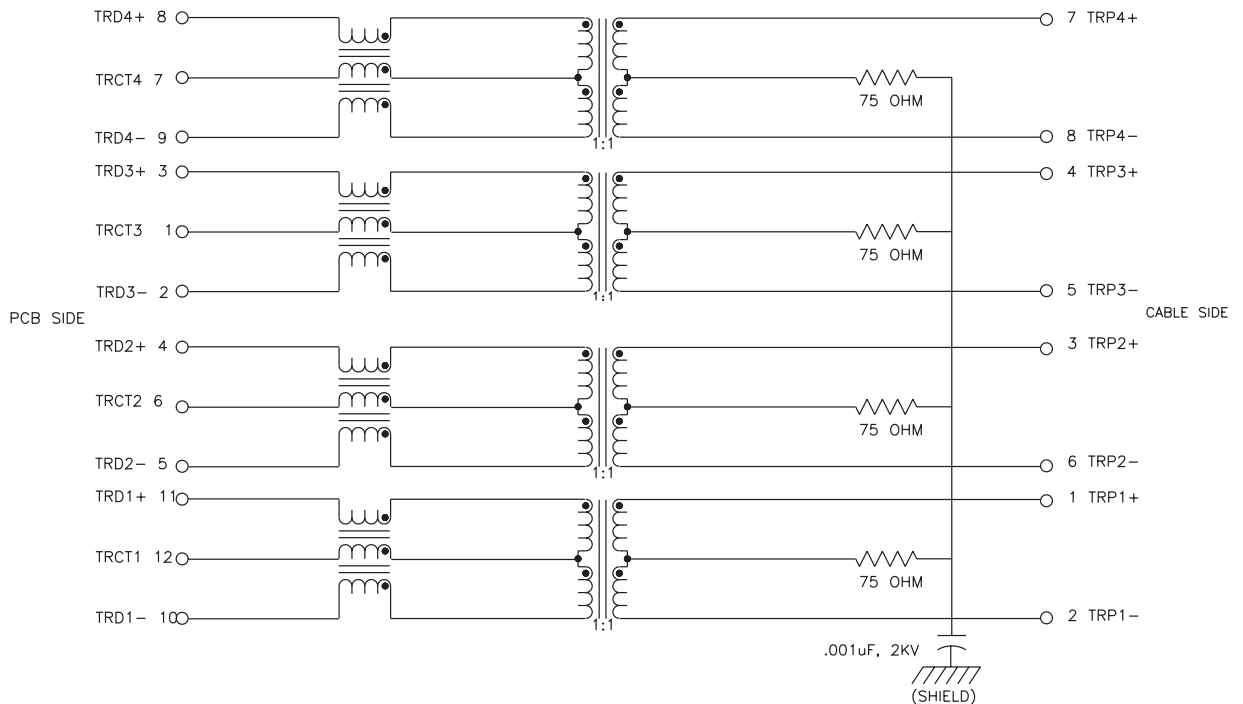 TRD4+ 8
7 TRP4+
TRCT4 7
75 OHM
TRD4- 9
8 TRP4-
1:1
TRD3+ 3
4 TRP3+
TRCT3 1
75 OHM
TRD3- 2
5 TRP3-
1:1
PCB SIDE
CABLE SIDE
TRD2+ 4
3 TRP2+
TRCT2 6
75 OHM
TRD2- 5
6 TRP2-
1:1
TRD1+ 11
1 TRP1+
TRCT1 12
75 OHM
TRD1- 10
2 TRP1-
1:1
.001uF, 2KV
(SHIELD)